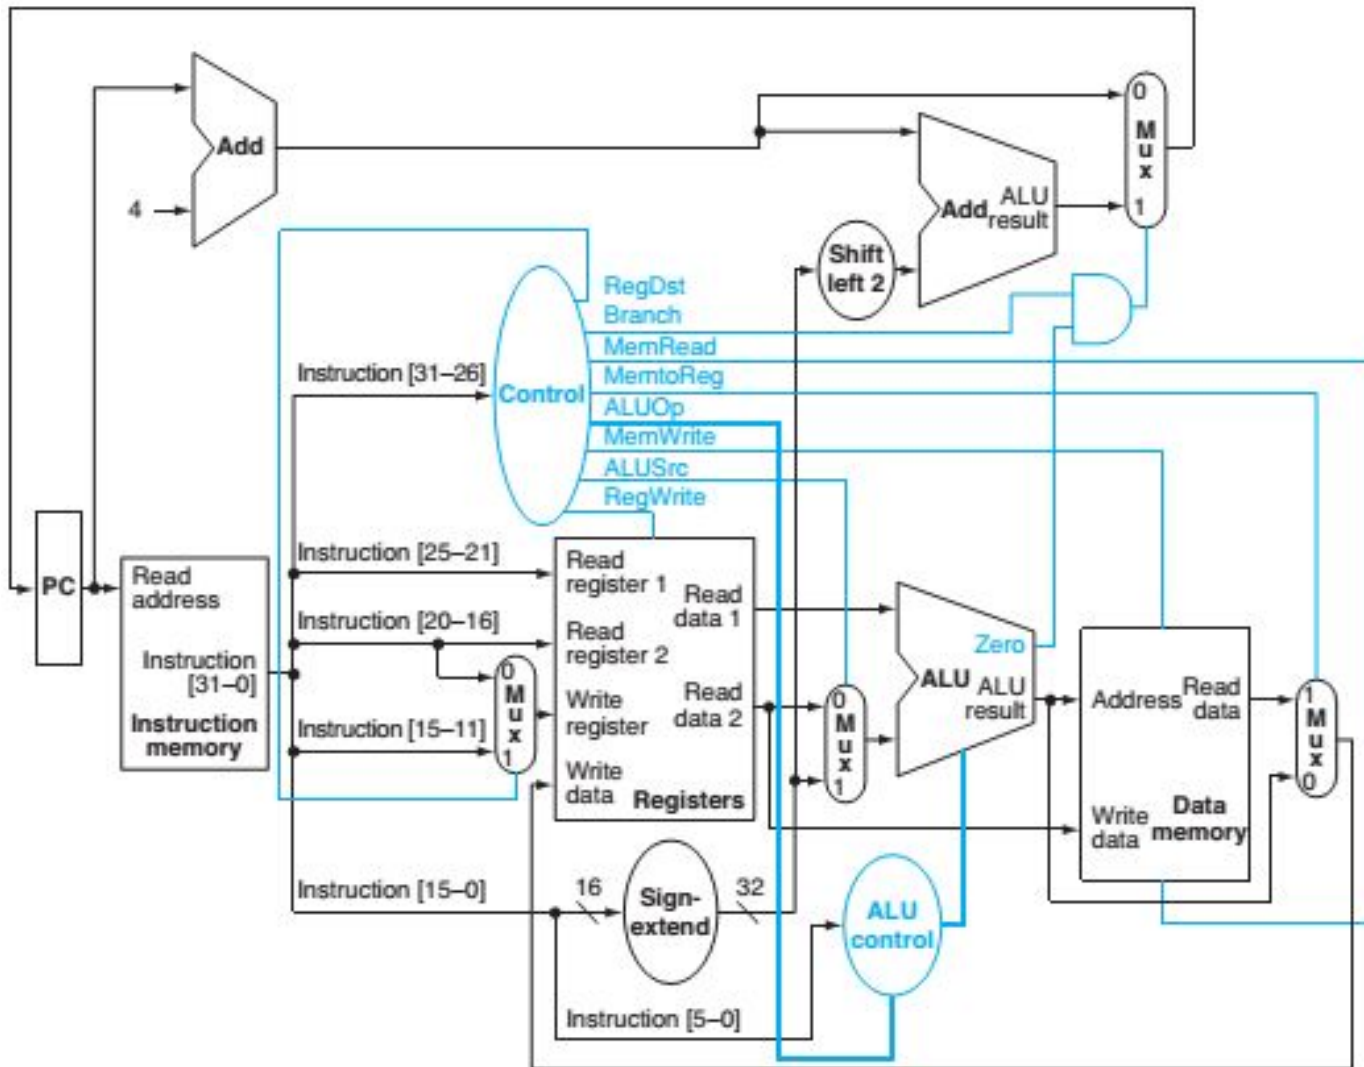 0
M
u
x
1
Add
4
Add
ALU
result
Shift
left 2
RegDst
Branch
MemRead
MemtoReg
ALUOp
MemWrite
ALUSrc
RegWrite
Control
Instruction [31–26]
Instruction [25–21]
Instruction [20–16]
Instruction [15–11]
Instruction [15–0]
Instruction [5–0]
PC
Read
address
Instruction
[31–0]
Instruction
memory
0
M
u
x
1
Read
register 1
Read
register 2
Write
register
Write
data
Read
data 1
Read
data 2
Registers
0
M
u
x
1
Zero
ALU
ALU
result
Address
Read
data
Write
data
Data
memory
1
M
u
x
0
16
Sign-
extend
32
ALU
control